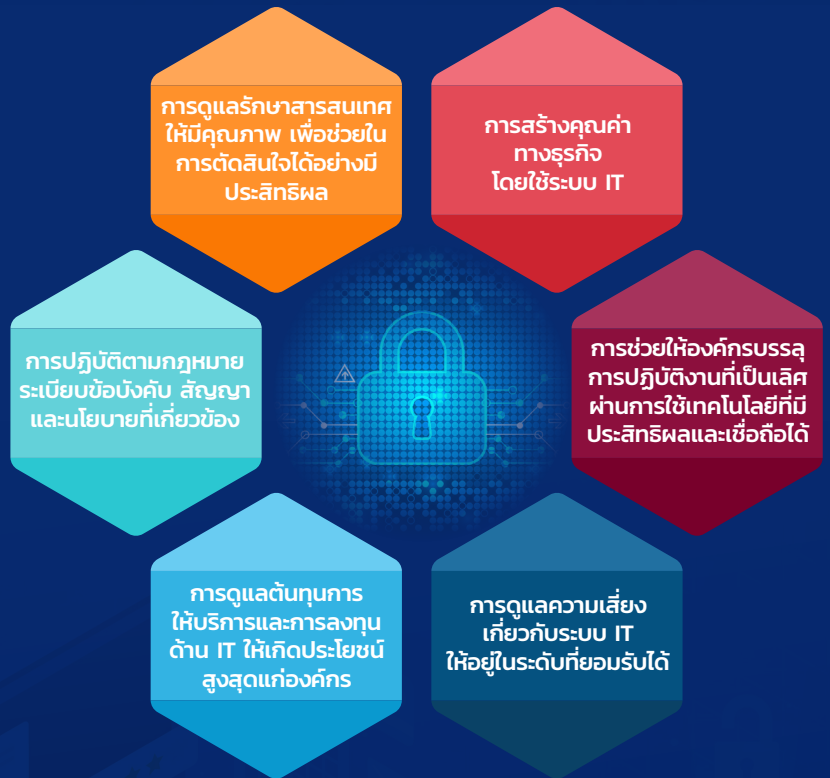 การดูแลรักษาสารสนเทศ
ให้มีคุณภาพ เพื่อช่วยใน
การตัดสินใจได้อย่างมี
ประสิทธิผล
การสร้างคุณค่า
ทางธุรกิจ
โดยใช้ระบบ IT
การปฏิบัติตามกฎหมาย
ระเบียบข้อบังคับ สัญญา
และนโยบายที่เกี่ยวข้อง
การช่วยให้องค์กรบรรลุ
การปฏิบัติงานที่เป็นเลิศ
ผ่านการใช้เทคโนโลยีที่มี
ประสิทธิผลและเชื่อถือได้
การดูแลต้นทุนการ
ให้บริการและการลงทุน
ด้าน IT ให้เกิดประโยชน์
สูงสุดแก่องค์กร
การดูแลความเสี่ยง
เกี่ยวกับระบบ IT
ให้อยู่ในระดับที่ยอมรับได้